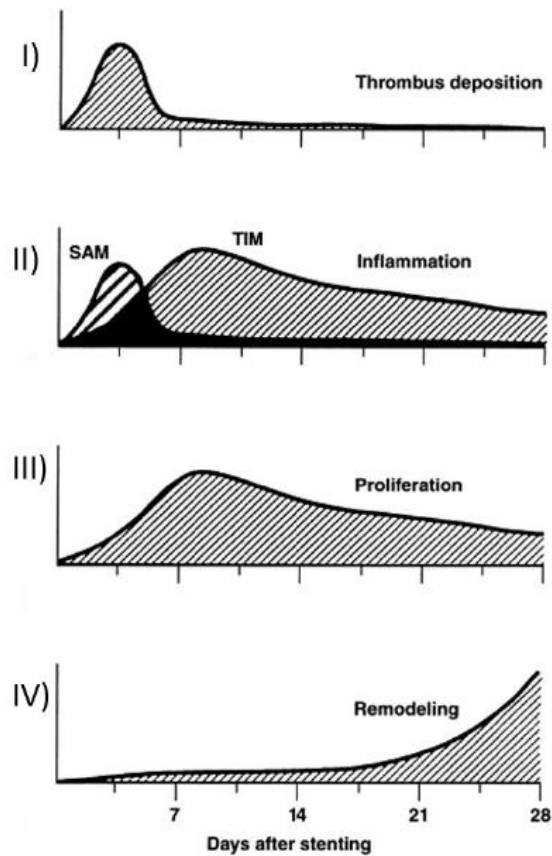 I)
Thrombus deposition
SAM
TIM
II)
Inflammation
III)
Proliferation
IV)
Remodeling
7 14 21 28
Days after stenting